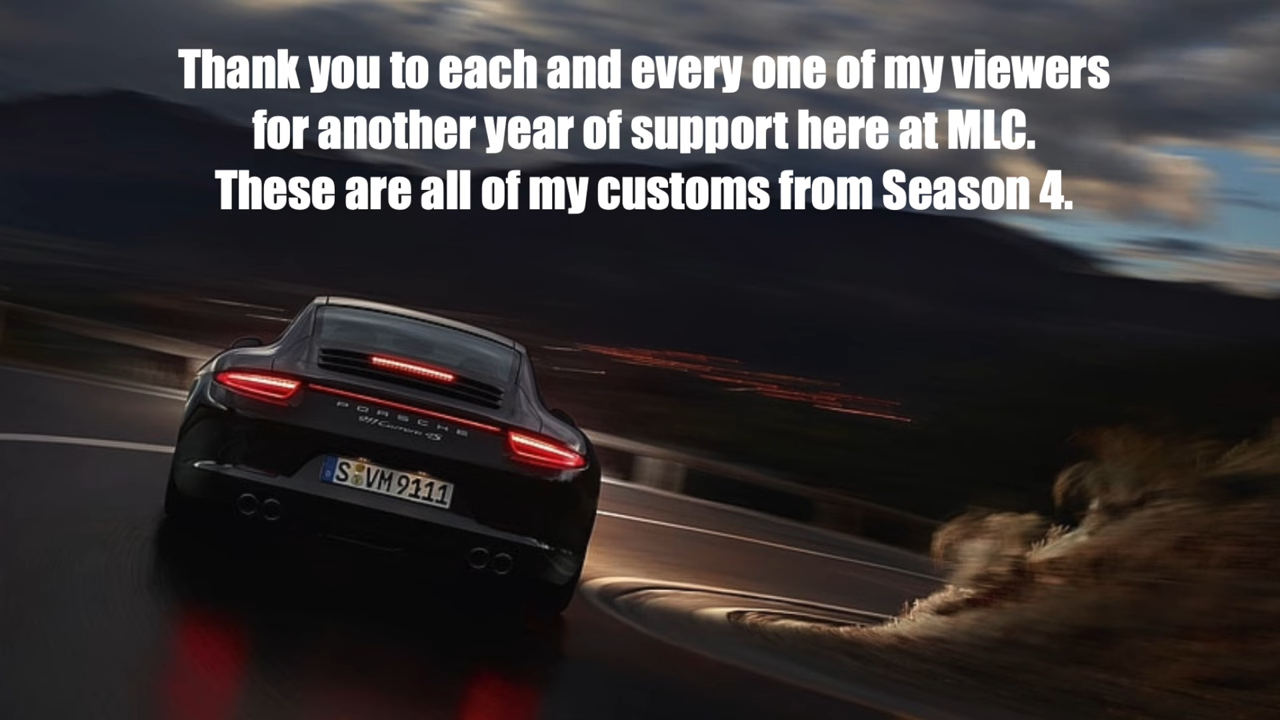 Thank you to each and every one of my viewers
for another year of support here at MLC.
These are all of my customs from Season 4.
PORSCHE
911 Carrera 4S
S VM 9111